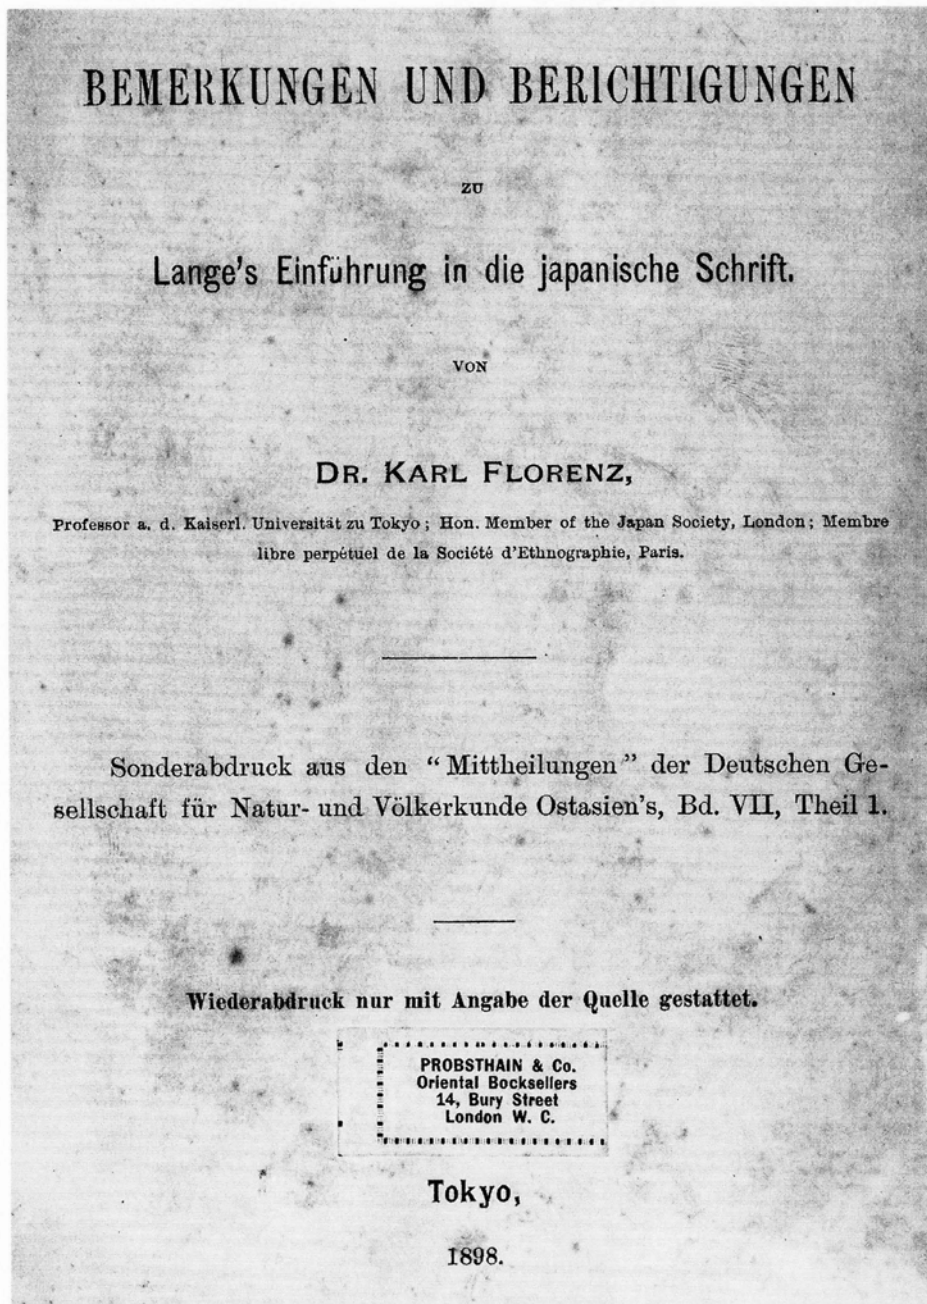 BEMERKUNGEN UND BERICHTIGUNGEN
ZU
Lange's Einführung in die japanische Schrift.
VON
DR. KARL FLORENZ,
Professor a. d. Kaiserl. Universität zu Tokyo; Hon. Member of the Japan Society, London; Membre
libre perpétuel de la Société d'Ethnographie, Paris.
Sonderabdruck aus den “Mittheilungen” der Deutschen Ge-
sellschaft für Natur- und Völkerkunde Ostasien's, Bd. VII, Theil 1.
Wiederabdruck nur mit Angabe der Quelle gestattet.
PROBSTHAIN & Co.
Oriental Bocksellers
14, Bury Street
London W. C.
Tokyo,
1898.